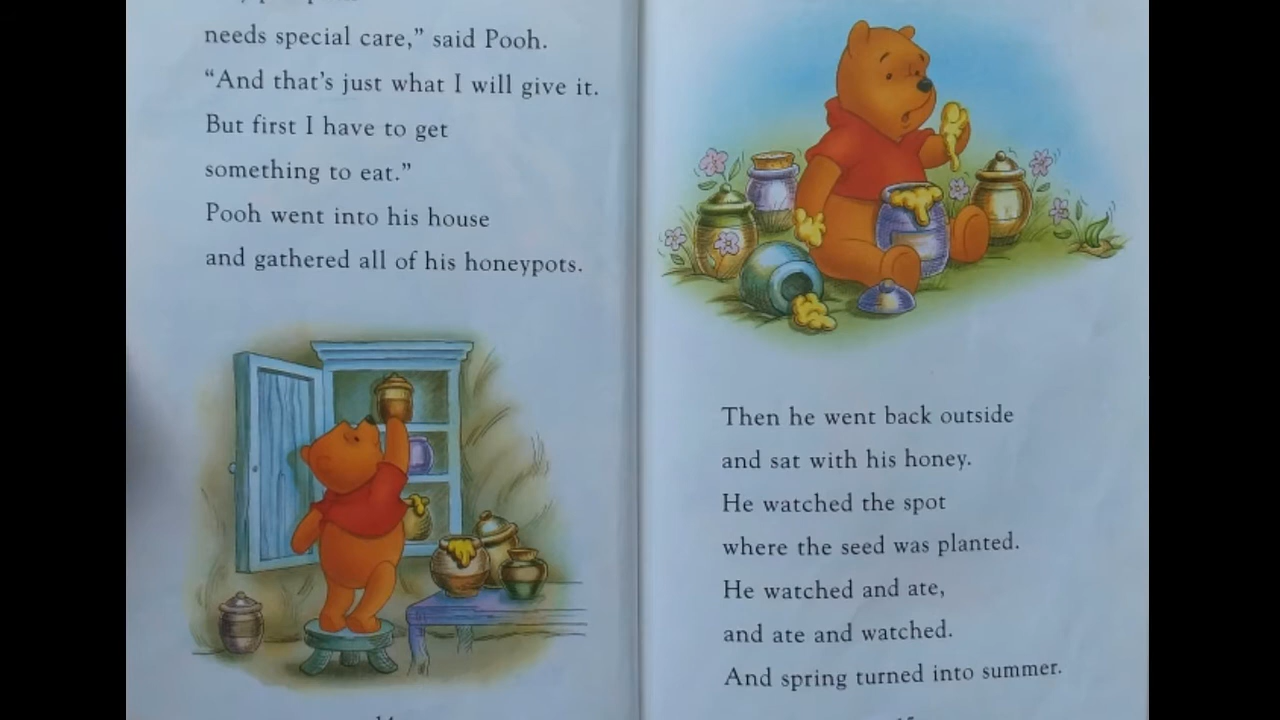 needs special care,” said Pooh.
“And that’s just what I will give it.
But first I have to get
something to eat.”
Pooh went into his house
and gathered all of his honeypots.
Then he went back outside
and sat with his honey.
He watched the spot
where the seed was planted.
He watched and ate,
and ate and watched.
And spring turned into summer.